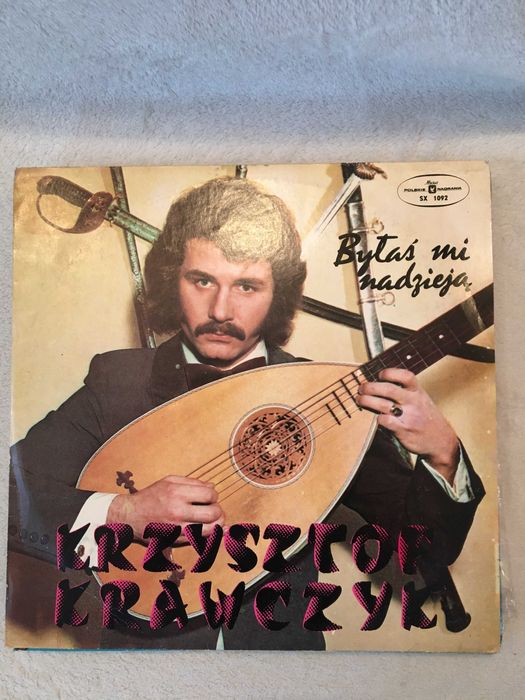 Muza
POLSKIE NAGRANIA
SX 1092
Byłaś mi
nadzieją
KRZYSZTOF
KRAWCZYK